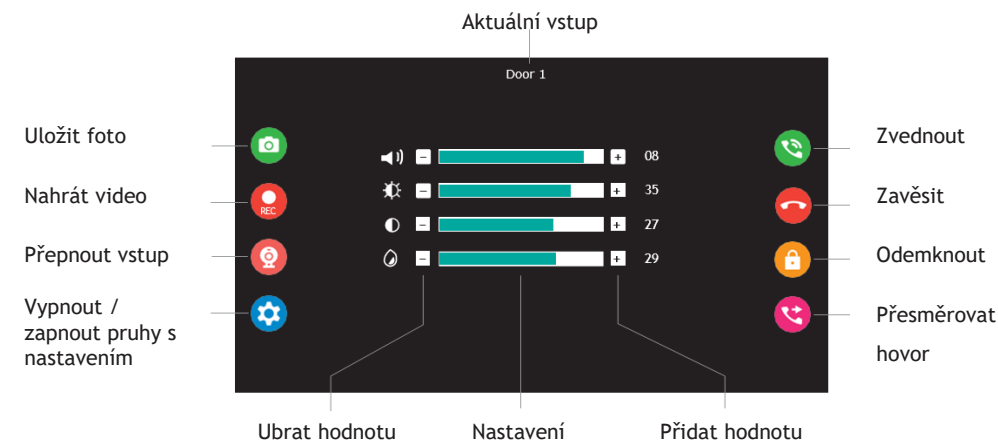 Aktuální vstup
Door 1
Uložit foto
Zvednout
08
Nahrát video
REC
35
Zavěsit
27
Přepnout vstup
29
Odemknout
Vypnout /
zapnout pruhy s
nastavením
Přesměrovat
hovor
Ubrat hodnotu
Nastavení
Přidat hodnotu